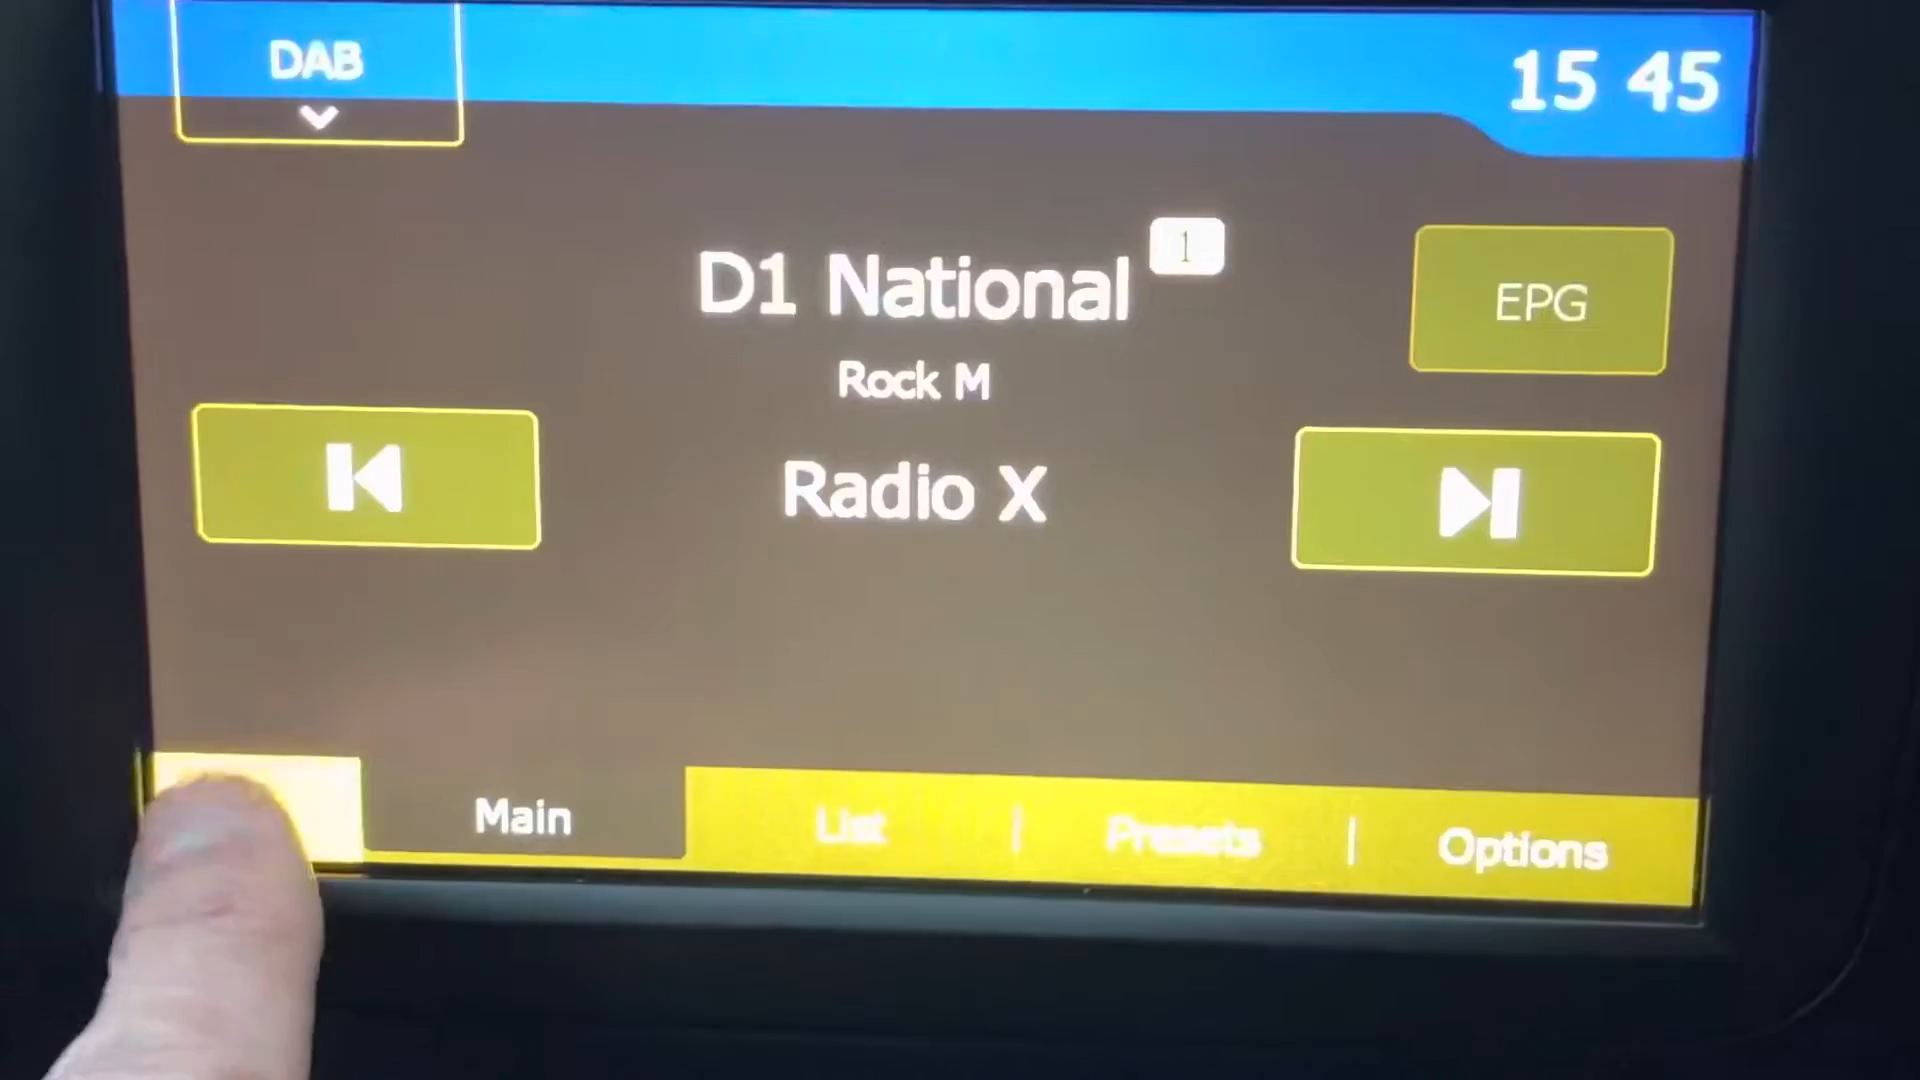 DAB
15 45
1
D1 National
EPG
Rock M
Radio X
Main
List
Presets
Options